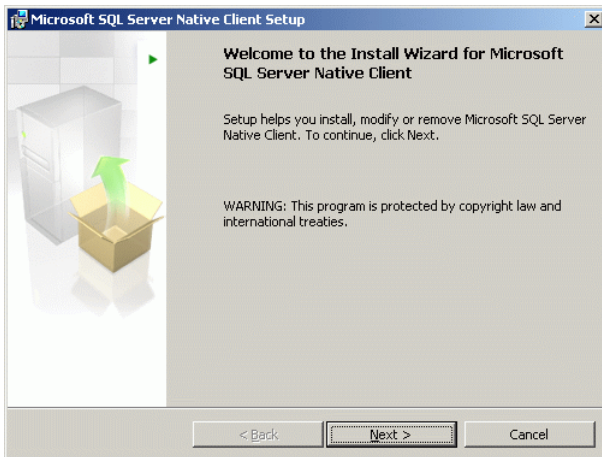 Microsoft SQL Server Native Client Setup
Welcome to the Install Wizard for Microsoft
SQL Server Native Client
Setup helps you install, modify or remove Microsoft SQL Server
Native Client. To continue, click Next.
WARNING: This program is protected by copyright law and
international treaties.
< Back
Next >
Cancel